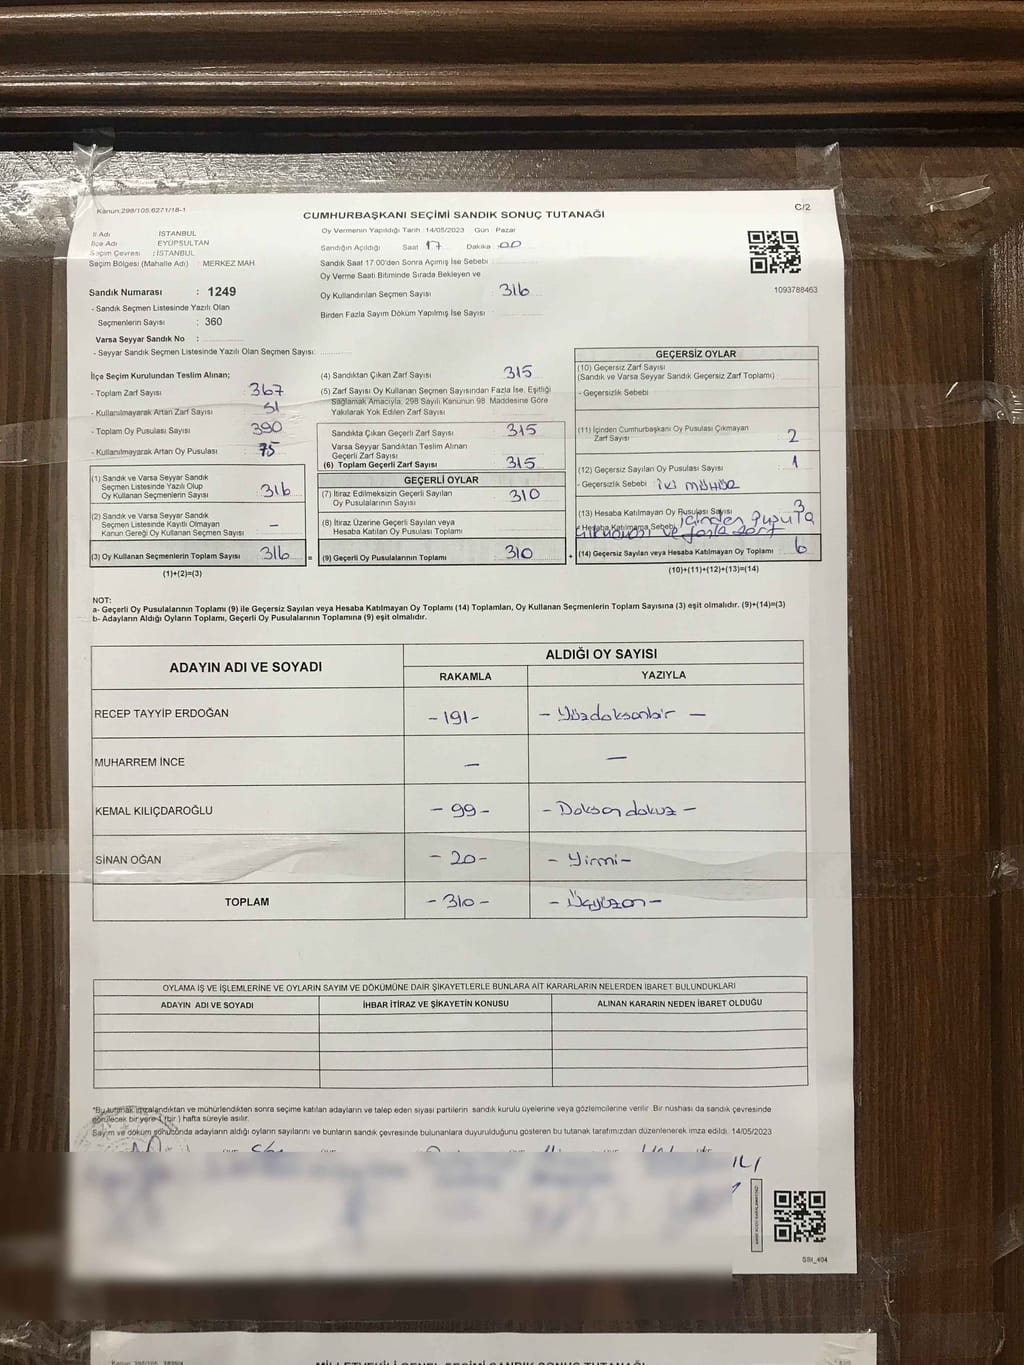 Kanun:298/105,6271/18-1
C/2
CUMHURBAŞKANI SEÇİMİ SANDIK SONUÇ TUTANAĞI
İl Adı : İSTANBUL
İlçe Adı : EYÜPSULTAN
Seçim Çevresi : İSTANBUL
Seçim Bölgesi (Mahalle Adı) : MERKEZ MAH.
Sandık Numarası : 1249
- Sandık Seçmen Listesinde Yazılı Olan
Seçmenlerin Sayısı : 360
Varsa Seyyar Sandık No :
- Seyyar Sandık Seçmen Listesinde Yazılı Olan Seçmen Sayısı:
Oy Vermenin Yapıldığı Tarih :14/05/2023 Gün : Pazar
Sandığın Açıldığı Saat 17 Dakika :00
Sandık Saat 17:00'den Sonra Açımış İse Sebebi :
Oy Verme Saati Bitiminde Sırada Bekleyen ve
Oy Kullandırılan Seçmen Sayısı 316
Birden Fazla Sayım Döküm Yapılmış İse Sayısı :
1093788463
İlçe Seçim Kurulundan Teslim Alınan;
- Toplam Zarf Sayısı 367
- Kullanılmayarak Artan Zarf Sayısı 51
- Toplam Oy Pusulası Sayısı 390
- Kullanılmayarak Artan Oy Pusulası 75
(1) Sandık ve Varsa Seyyar Sandık
Seçmen Listesinde Yazılı Olup
Oy Kullanan Seçmenlerin Sayısı 316
(2) Sandık ve Varsa Seyyar Sandık
Seçmen Listesinde Kayıtlı Olmayan
Kanun Gereği Oy Kullanan Seçmen Sayısı –
(3) Oy Kullanan Seçmenlerin Toplam Sayısı 316 =
(1)+(2)=(3)
(4) Sandıktan Çıkan Zarf Sayısı 315
(5) Zarf Sayısı Oy Kullanan Seçmen Sayısından Fazla İse, Eşitliği
Sağlamak Amacıyla, 298 Sayılı Kanunun 98. Maddesine Göre
Yakılarak Yok Edilen Zarf Sayısı
Sandıkta Çıkan Geçerli Zarf Sayısı 315
Varsa Seyyar Sandıktan Teslim Alınan
Geçerli Zarf Sayısı
(6) Toplam Geçerli Zarf Sayısı 315
GEÇERLİ OYLAR
(7) İtiraz Edilmeksizin Geçerli Sayılan
Oy Pusulalarının Sayısı 310
(8) İtiraz Üzerine Geçerli Sayılan veya
Hesaba Katılan Oy Pusulası Toplamı
(9) Geçerli Oy Pusulalarının Toplamı 310 +
GEÇERSİZ OYLAR
(10) Geçersiz Zarf Sayısı
(Sandık ve Varsa Seyyar Sandık Geçersiz Zarf Toplamı)
- Geçersizlik Sebebi
(11) İçinden Cumhurbaşkanı Oy Pusulası Çıkmayan
Zarf Sayısı 2
(12) Geçersiz Sayılan Oy Pusulası Sayısı 1
- Geçersizlik Sebebi İKİ MÜHÜR
(13) Hesaba Katılmayan Oy Pusulası Sayısı 3
- Hesaba Katılmama Sebebi içinden pusula
çıkmaması ve fazla zarf
(14) Geçersiz Sayılan veya Hesaba Katılmayan Oy Toplamı 6
(10)+(11)+(12)+(13)=(14)
NOT:
a- Geçerli Oy Pusulalarının Toplamı (9) ile Geçersiz Sayılan veya Hesaba Katılmayan Oy Toplamı (14) Toplamları, Oy Kullanan Seçmenlerin Toplam Sayısına (3) eşit olmalıdır. (9)+(14)=(3)
b- Adayların Aldığı Oyların Toplamı, Geçerli Oy Pusulalarının Toplamına (9) eşit olmalıdır.
ADAYIN ADI VE SOYADI
ALDIĞI OY SAYISI
RAKAMLA YAZIYLA
RECEP TAYYİP ERDOĞAN -191- - Yüzdoksanbir -
MUHARREM İNCE – –
KEMAL KILIÇDAROĞLU - 99 - - Doksan dokuz -
SİNAN OĞAN - 20- - Yirmi-
TOPLAM - 310 - - Üçyüzon-
OYLAMA İŞ VE İŞLEMLERİNE VE OYLARIN SAYIM VE DÖKÜMÜNE DAİR ŞİKAYETLERLE BUNLARA AİT KARARLARIN NELERDEN İBARET BULUNDUKLARI
ADAYIN ADI VE SOYADI İHBAR İTİRAZ VE ŞİKAYETİN KONUSU ALINAN KARARIN NEDEN İBARET OLDUĞU
*Bu tutanak imzalandıktan ve mühürlendikten sonra seçime katılan adayların ve talep eden siyasi partilerin sandık kurulu üyelerine veya gözlemcilerine verilir. Bir nüshası da sandık çevresinde
görülecek bir yere 1 (bir) hafta süreyle asılır.
Sayım ve döküm sonucunda adayların aldığı oyların sayılarını ve bunların sandık çevresinde bulunanlara duyurulduğunu gösteren bu tutanak tarafımızdan düzenlenerek imza edildi. 14/05/2023
SSt_404
MİLLETVEKİLİ GENEL SEÇİMİ SANDIK SONUÇ TUTANAĞI